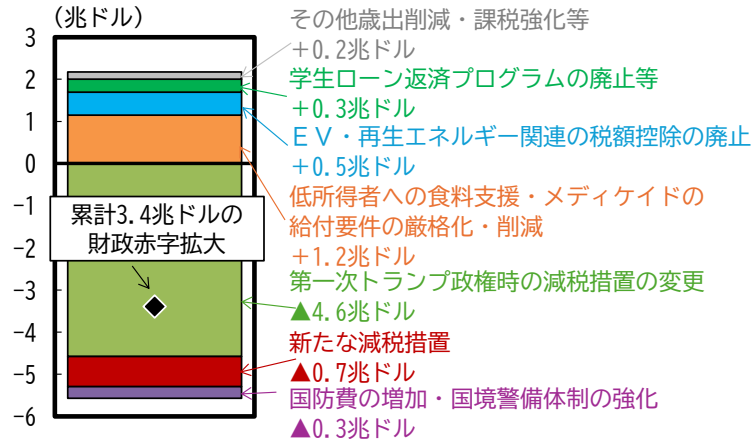 (兆ドル)
3
2
1
0
-1
-2
-3
-4
-5
-6
累計3.4兆ドルの
財政赤字拡大
その他歳出削減・課税強化等
+0.2兆ドル
学生ローン返済プログラムの廃止等
+0.3兆ドル
EV・再生エネルギー関連の税額控除の廃止
+0.5兆ドル
低所得者への食料支援・メディケイドの
給付要件の厳格化・削減
+1.2兆ドル
第一次トランプ政権時の減税措置の変更
▲4.6兆ドル
新たな減税措置
▲0.7兆ドル
国防費の増加・国境警備体制の強化
▲0.3兆ドル